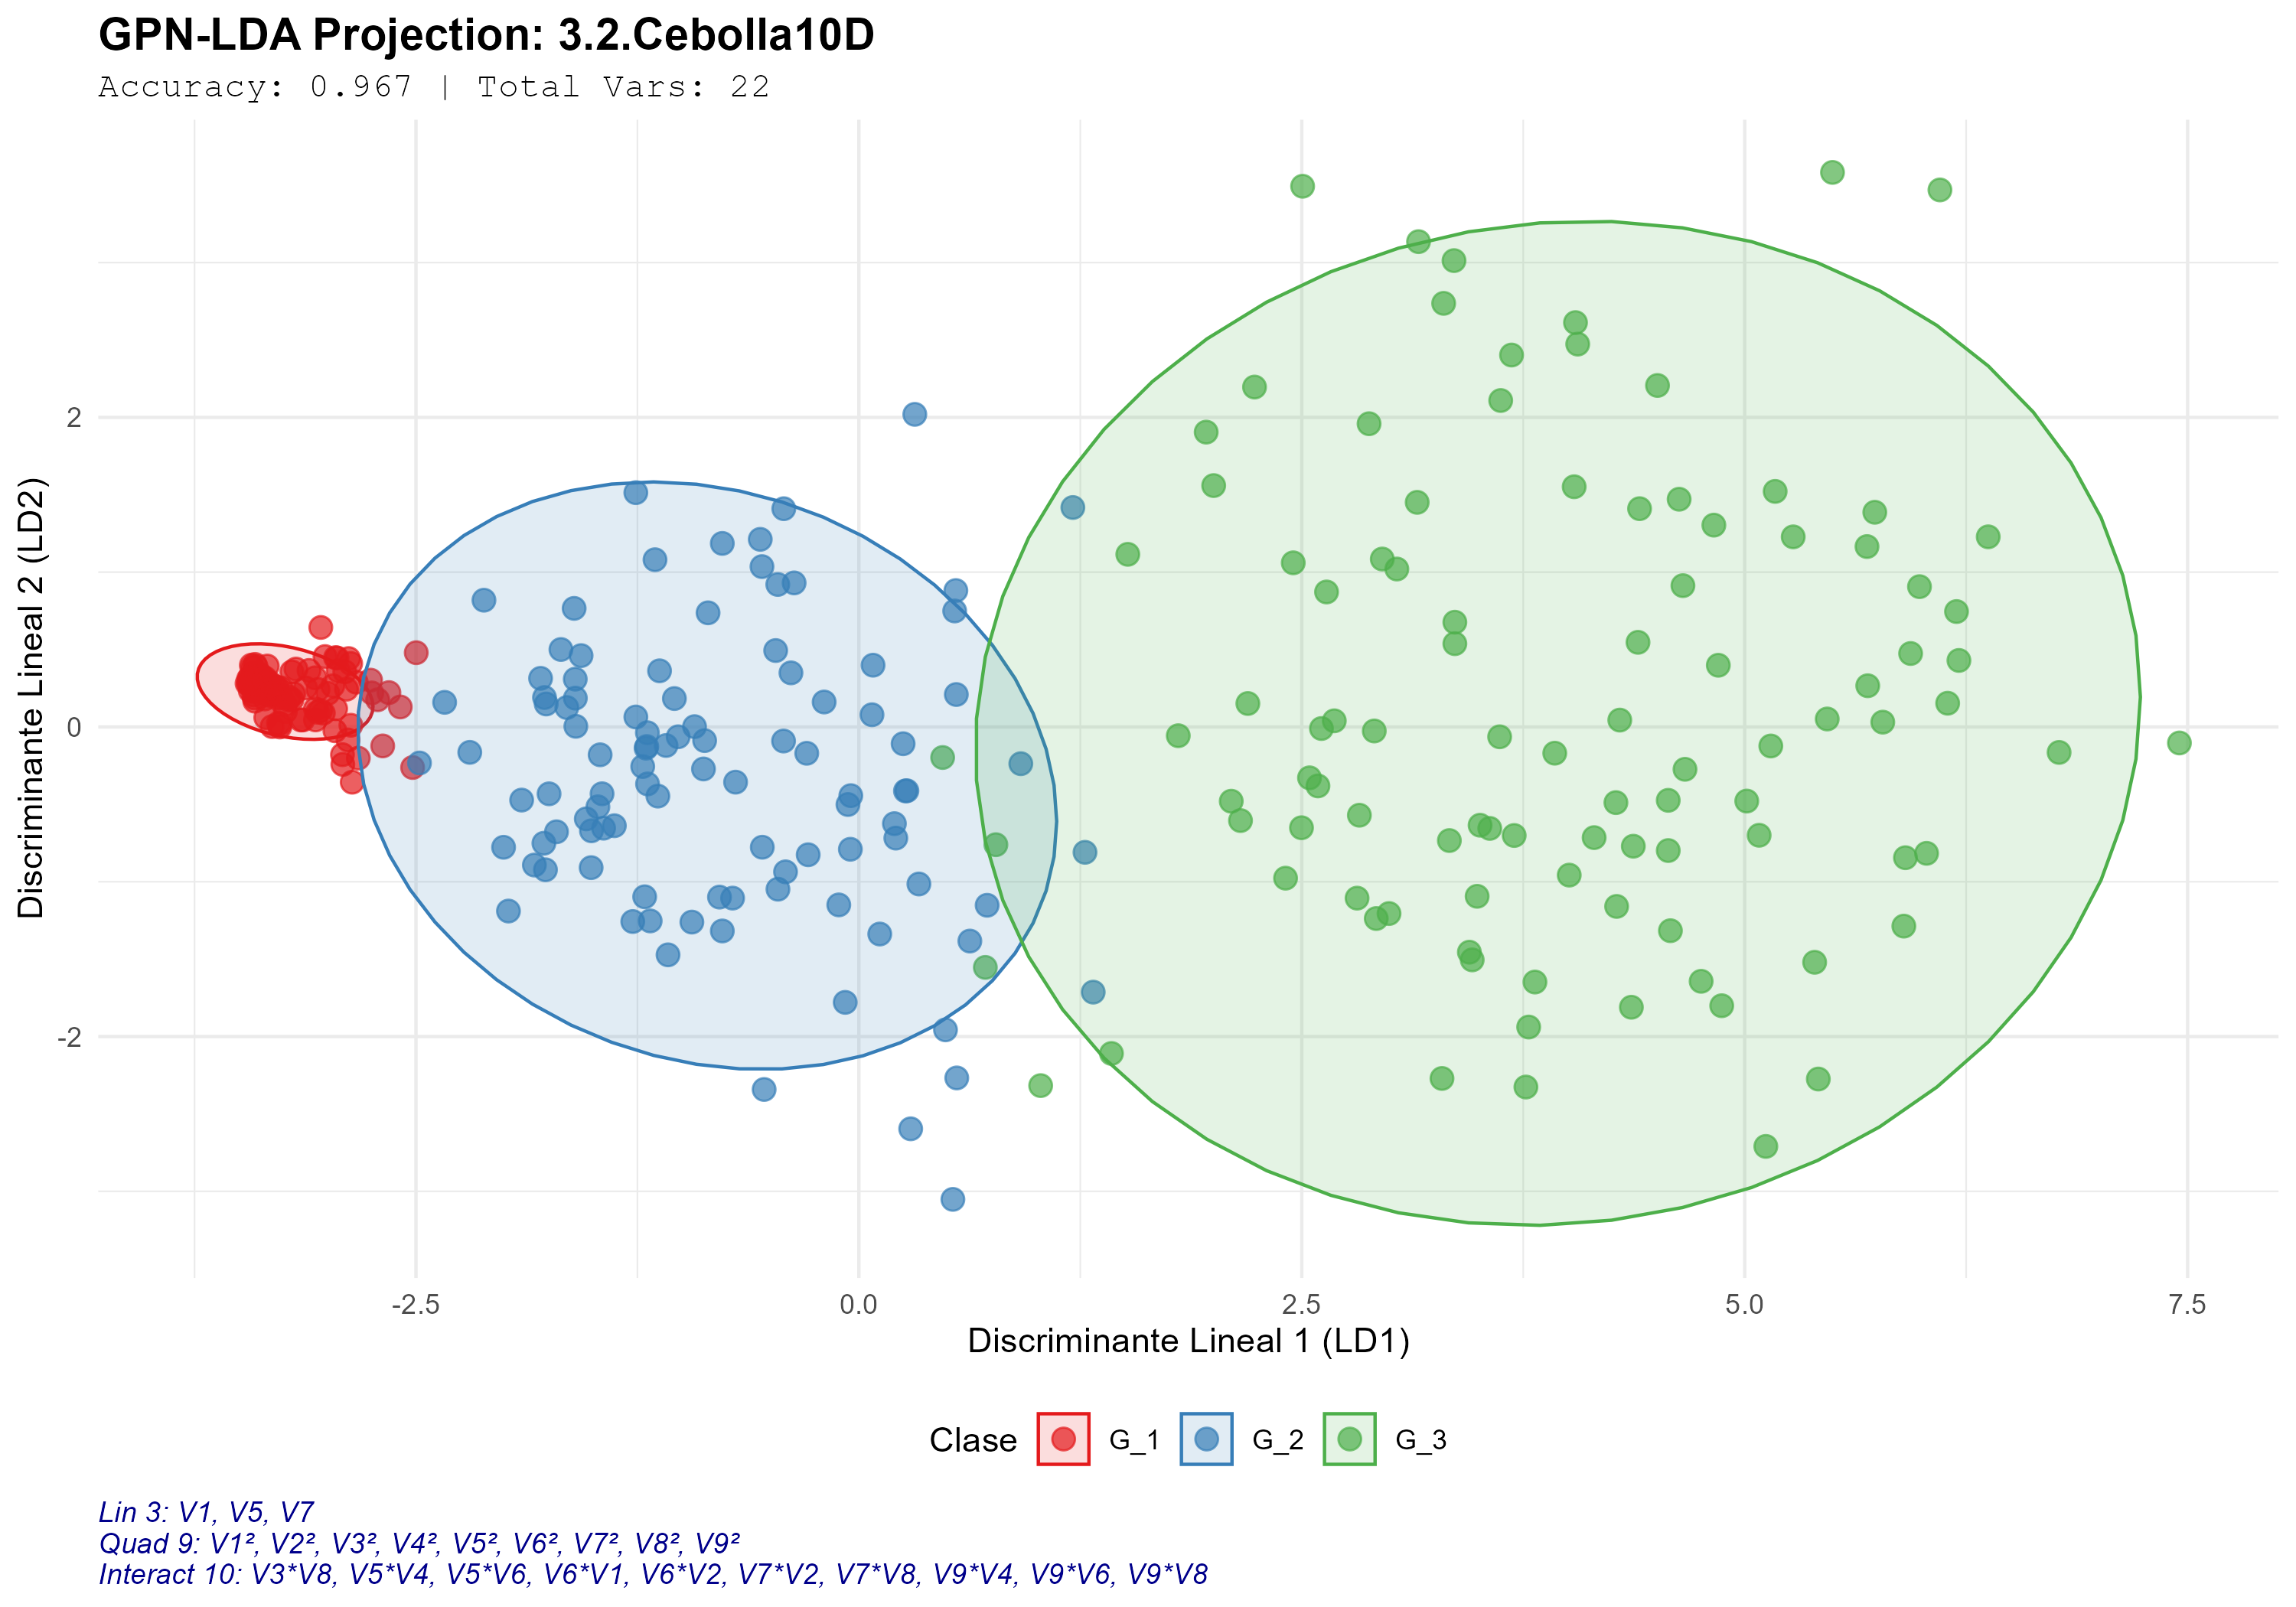 GPN-LDA Projection: 3.2.Cebolla10D
Accuracy: 0.967 | Total Vars: 22
Discriminante Lineal 2 (LD2)
2
0
-2
-2.5
0.0
2.5
5.0
7.5
Discriminante Lineal 1 (LD1)
Clase G_1 G_2 G_3
Lin 3: V1, V5, V7
Quad 9: V1², V2², V3², V4², V5², V6², V7², V8², V9²
Interact 10: V3*V8, V5*V4, V5*V6, V6*V1, V6*V2, V7*V2, V7*V8, V9*V4, V9*V6, V9*V8